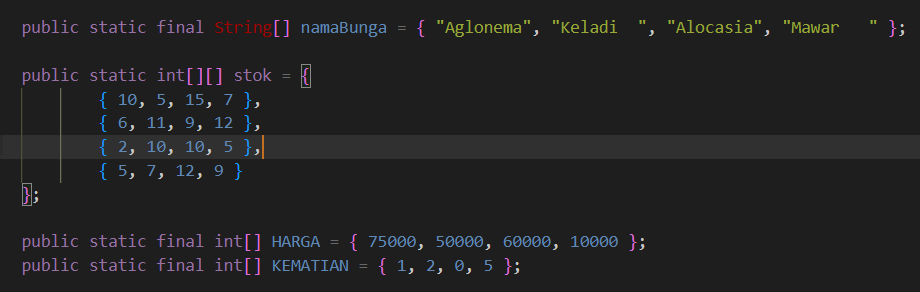 public static final String[] namaBunga = { "Aglonema", "Keladi  ", "Alocasia", "Mawar   " };
public static int[][] stok = {
{ 10, 5, 15, 7 },
{ 6, 11, 9, 12 },
{ 2, 10, 10, 5 },
{ 5, 7, 12, 9 }
};
public static final int[] HARGA = { 75000, 50000, 60000, 10000 };
public static final int[] KEMATIAN = { 1, 2, 0, 5 };